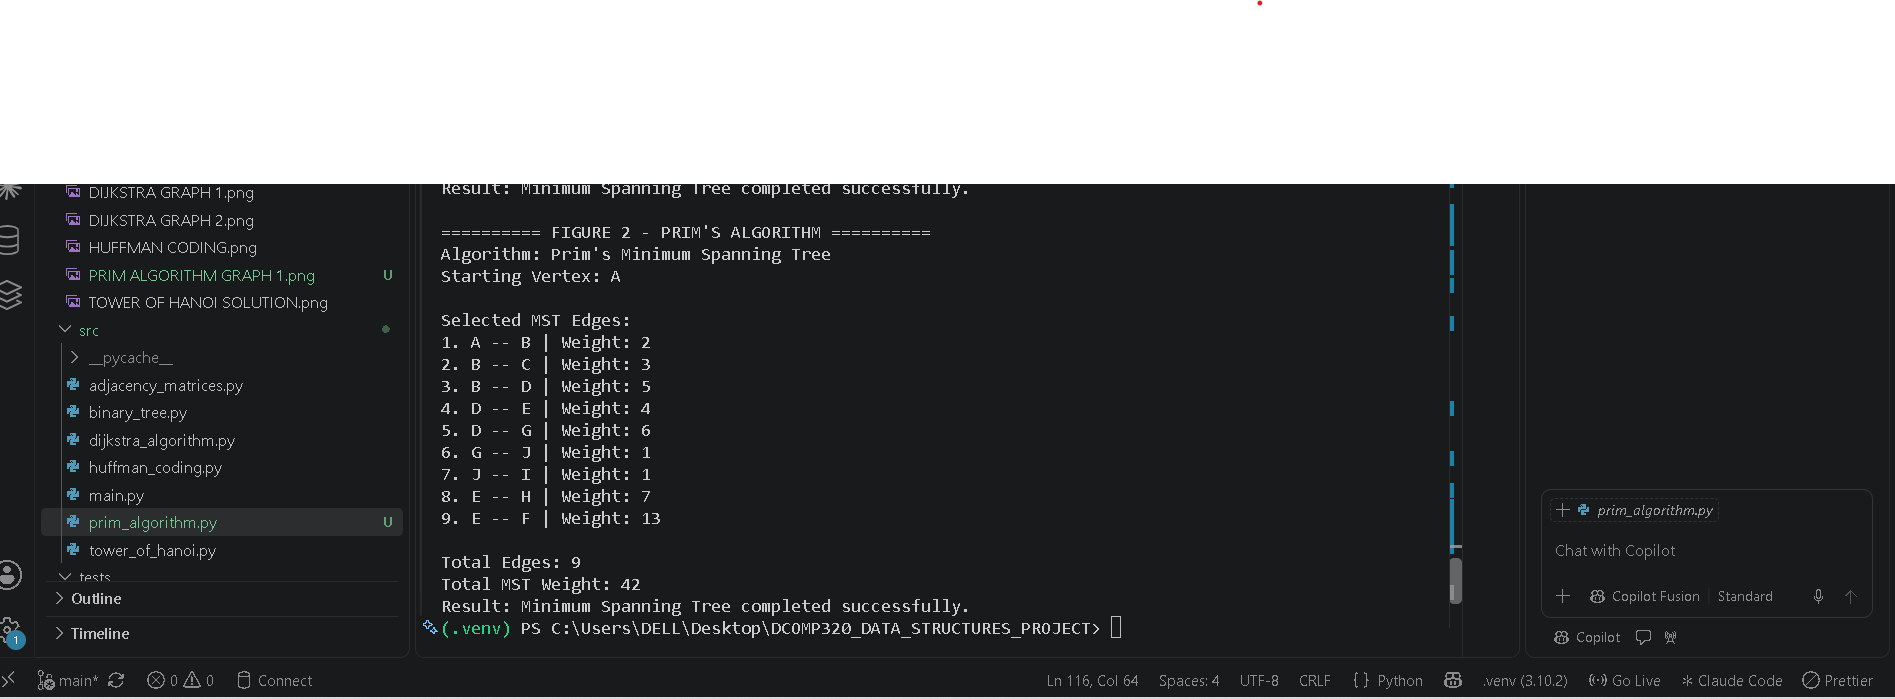 DIJKSTRA GRAPH 1.png
DIJKSTRA GRAPH 2.png
HUFFMAN CODING.png
PRIM ALGORITHM GRAPH 1.png U
TOWER OF HANOI SOLUTION.png
src
__pycache__
adjacency_matrices.py
binary_tree.py
dijkstra_algorithm.py
huffman_coding.py
main.py
prim_algorithm.py U
tower_of_hanoi.py
tests
Outline
Timeline
1
Result: Minimum Spanning Tree completed successfully.
========== FIGURE 2 - PRIM'S ALGORITHM ==========
Algorithm: Prim's Minimum Spanning Tree
Starting Vertex: A
Selected MST Edges:
1. A -- B | Weight: 2
2. B -- C | Weight: 3
3. B -- D | Weight: 5
4. D -- E | Weight: 4
5. D -- G | Weight: 6
6. G -- J | Weight: 1
7. J -- I | Weight: 1
8. E -- H | Weight: 7
9. E -- F | Weight: 13
Total Edges: 9
Total MST Weight: 42
Result: Minimum Spanning Tree completed successfully.
(.venv) PS C:\Users\DELL\Desktop\DCOMP320_DATA_STRUCTURES_PROJECT>
prim_algorithm.py
Chat with Copilot
Copilot Fusion Standard
Copilot
main* 0 0 Connect Ln 116, Col 64 Spaces: 4 UTF-8 CRLF { } Python .venv (3.10.2) Go Live Claude Code Prettier